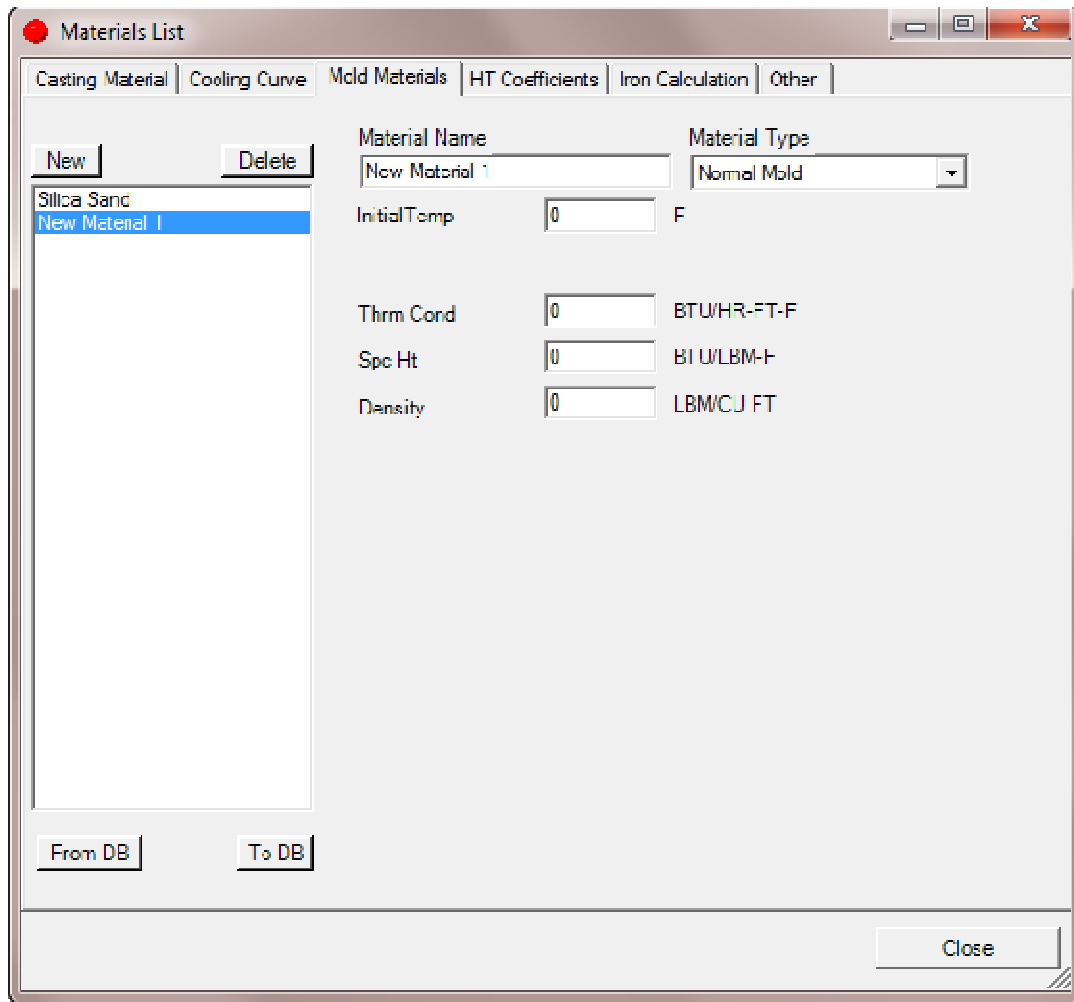 Materials List
Casting Material Cooling Curve Mold Materials HT Coefficients Iron Calculation Other
New Delete
Silica Sand
New Material 1
Material Name Material Type
New Material 1 Normal Mold
Initial Temp 0 F
Thrm Cond 0 BTU/HR-FT-F
Spc Ht 0 BTU/LBM-F
Density 0 LBM/CU FT
From DB To DB
Close